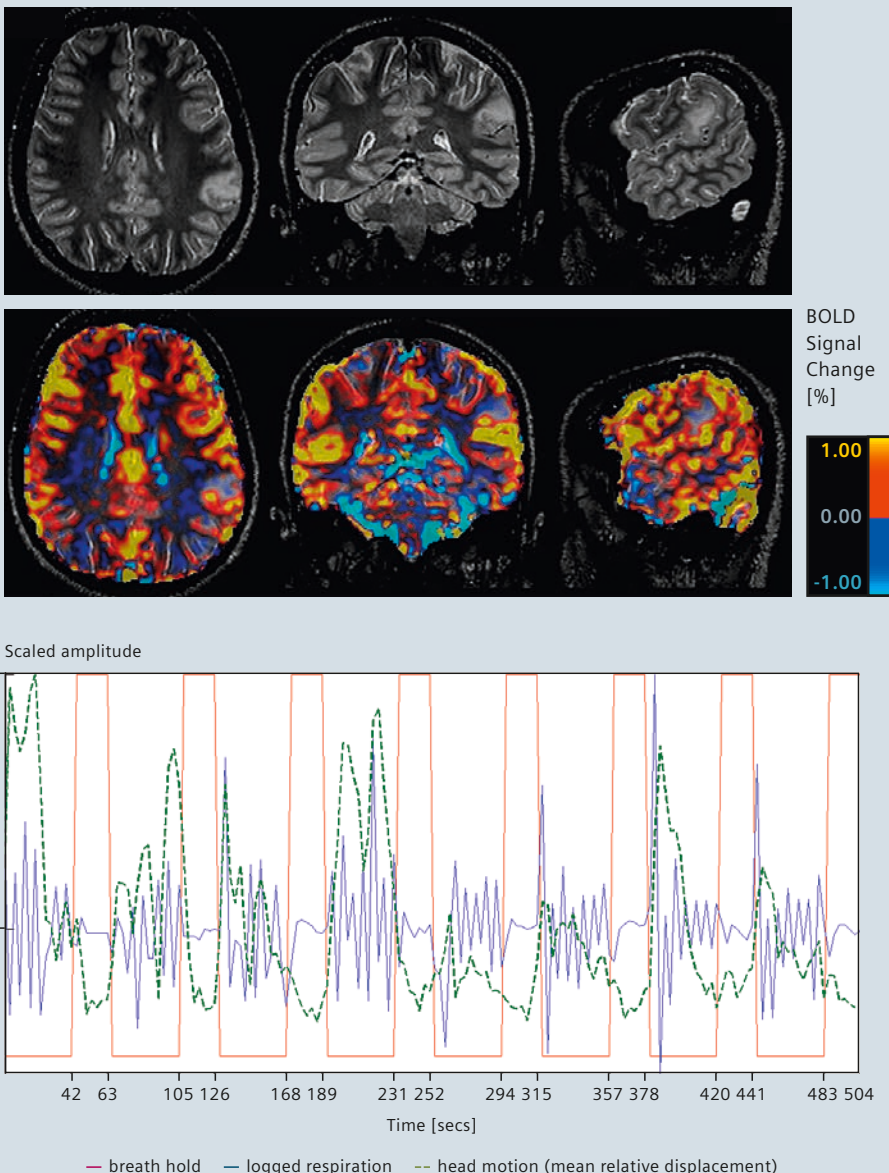 BOLD
Signal
Change
[%]
1.00
0.00
-1.00
Scaled amplitude
42 63 105 126 168 189 231 252 294 315 357 378 420 441 483 504
Time [secs]
breath hold logged respiration head motion (mean relative displacement)